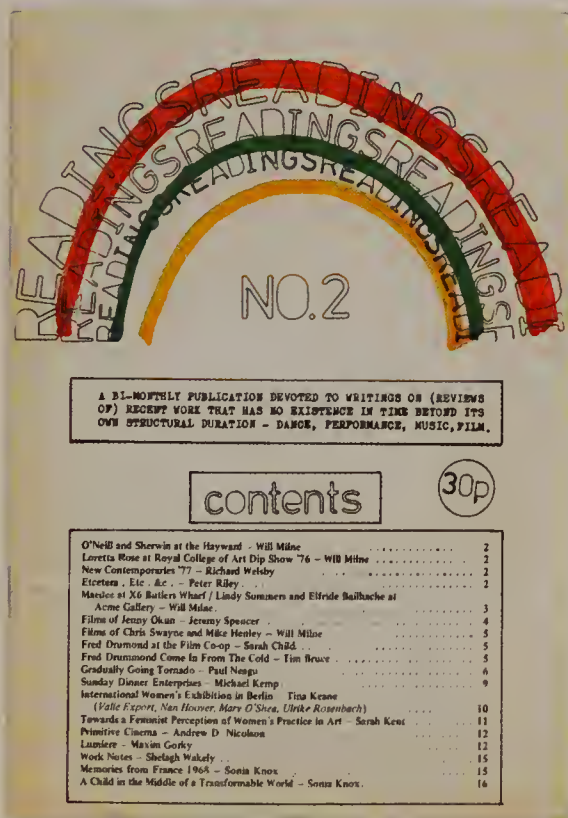 READINGSREADINGSREADI
READINGSREADINGSREADINGSRE
READINGSREADINGSREADINGSREADI
NO.2
A BI-MONTHLY PUBLICATION DEVOTED TO WRITINGS ON (REVIEWS
OF) RECENT WORK THAT HAS NO EXISTENCE IN TIME BEYOND ITS
OWN STRUCTURAL DURATION - DANCE, PERFORMANCE, MUSIC, FILM.
contents
30p
O'Neill and Sherwin at the Hayward - Will Milne 2
Loretta Rose at Royal College of Art Dip Show '76 - Will Milne 2
New Contemporaries '77 - Richard Welsby 2
Etcetera , Etc . &c . - Peter Riley 2
at X6 Butlers Wharf / Lindy Summers and Elfride Bailhache at
Acme Gallery - Will Milne. 3
Films of Jenny Okun - Jeremy Spencer 4
Films of Chris Swayne and Mike Henley - Will Milne 5
Fred Drumond at the Film Co-op - Sarah Child 5
Fred Drummond Come In From The Cold - Tim Bruce 5
Gradually Going Tornado - Paul Neagu 6
Sunday Dinner Enterprises - Michael Kemp 9
International Women's Exhibition in Berlin Tina Keane
(Valie Export, Nan Hoover, Mary O'Shea, Ulrike Rosenbach) 10
Towards a Feminist Perception of Women's Practice in Art - Sarah Kent 11
Primitive Cinema - Andrew D Nicolson 12
Lumiere - Maxim Gorky 12
Work Notes - Shelagh Wakely 15
Memories from France 1968 - Sonia Knox 15
A Child in the Middle of a Transformable World - Sonia Knox. 16